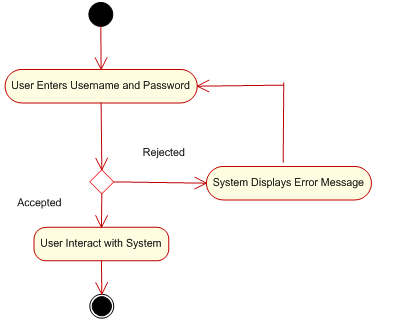 User Enters Username and Password
Rejected
System Displays Error Message
Accepted
User Interact with System